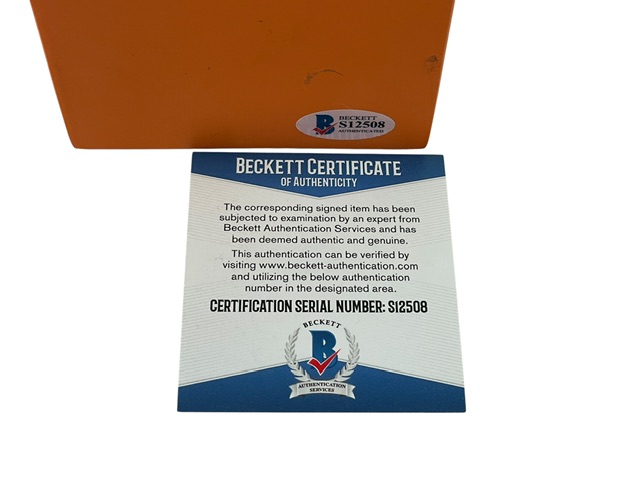 BECKETT
S12508
AUTHENTICATED
BECKETT CERTIFICATE
OF AUTHENTICITY
The corresponding signed item has been
subjected to examination by an expert from
Beckett Authentication Services and has
been deemed authentic and genuine.
This authentication can be verified by
visiting www.beckett-authentication.com
and utilizing the below authentication
number in the designated area.
CERTIFICATION SERIAL NUMBER: S12508
BECKETT
B
AUTHENTICATION
SERVICES